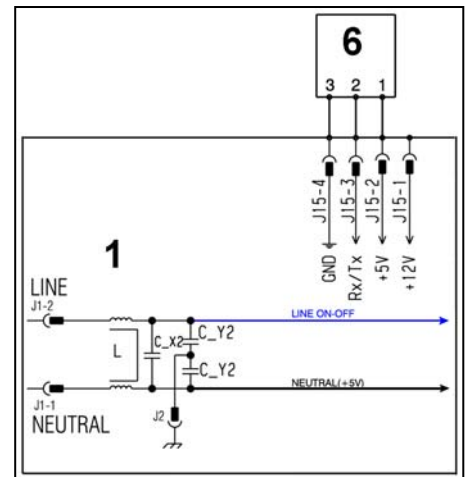 6
3 2 1
J15-4
J15-3
J15-2
J15-1
GND
Rx/Tx
+5V
+12V
1
LINE
J1-2
LINE ON-OFF
L
C_X2
C_Y2
C_Y2
NEUTRAL(+5V)
J1-1
NEUTRAL
J2